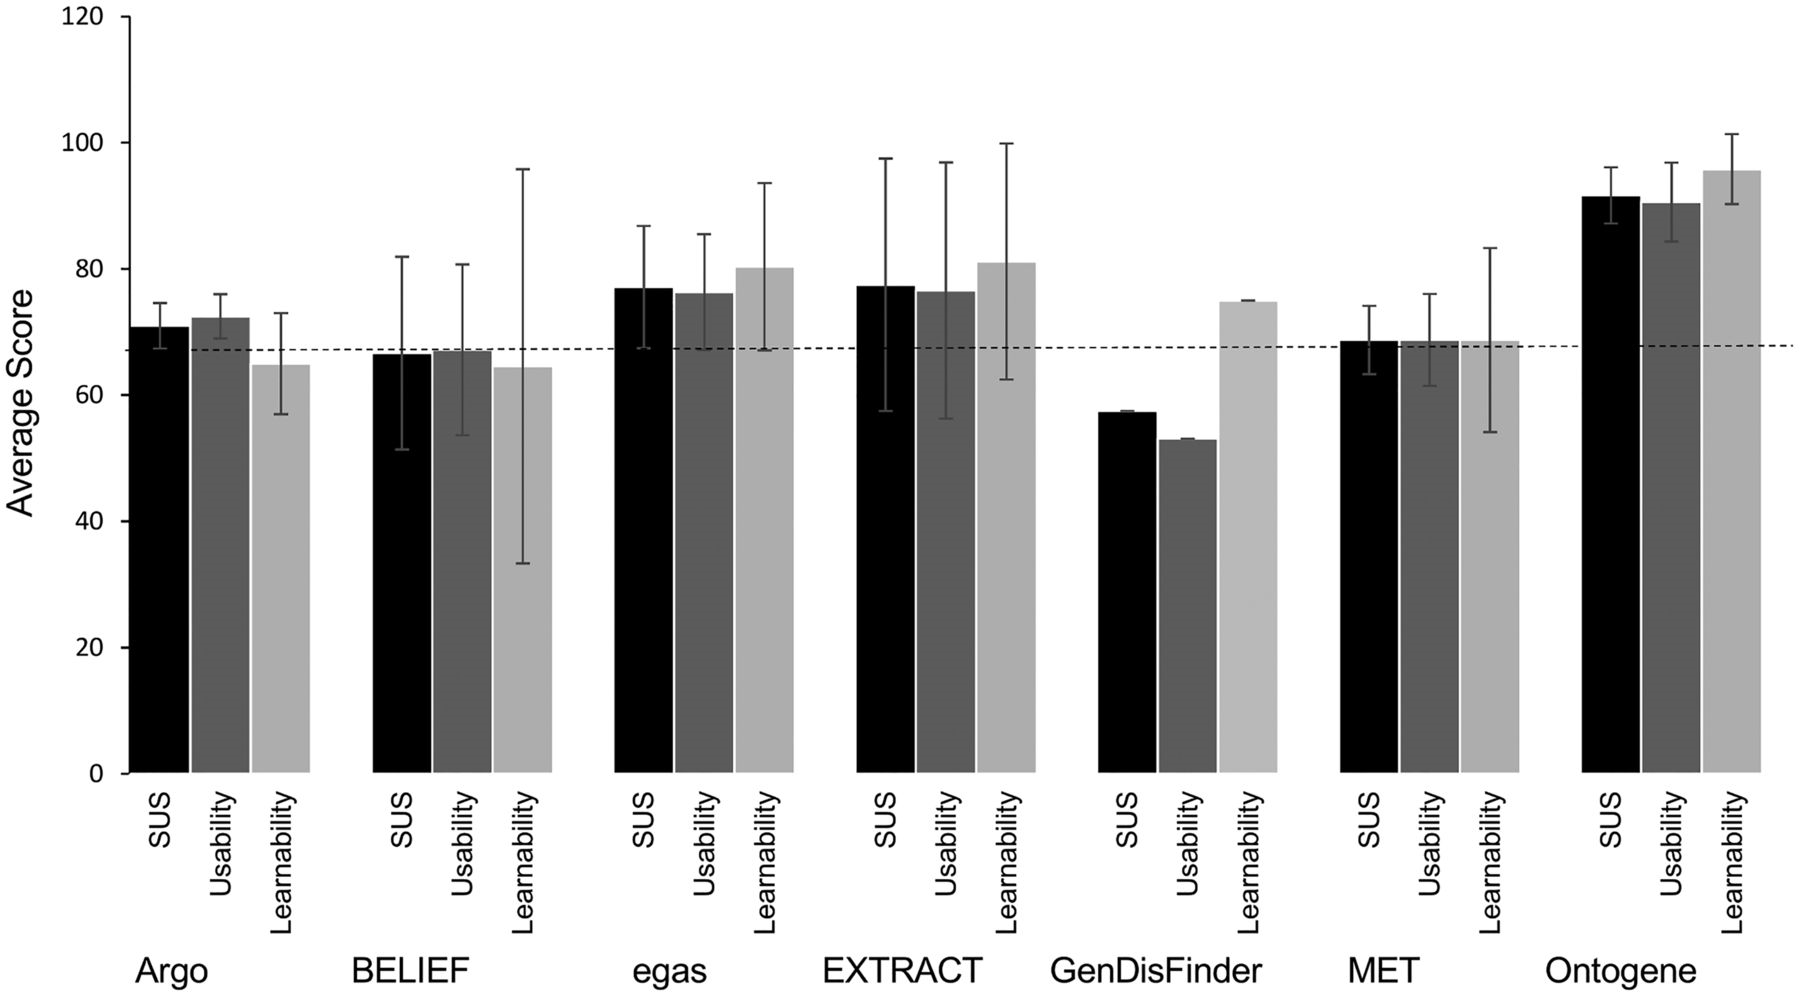 120
100
80
60
40
20
0
Average Score
SUS
Usability
Learnability
SUS
Usability
Learnability
SUS
Usability
Learnability
SUS
Usability
Learnability
SUS
Usability
Learnability
SUS
Usability
Learnability
SUS
Usability
Learnability
Argo BELIEF egas EXTRACT GenDisFinder MET Ontogene